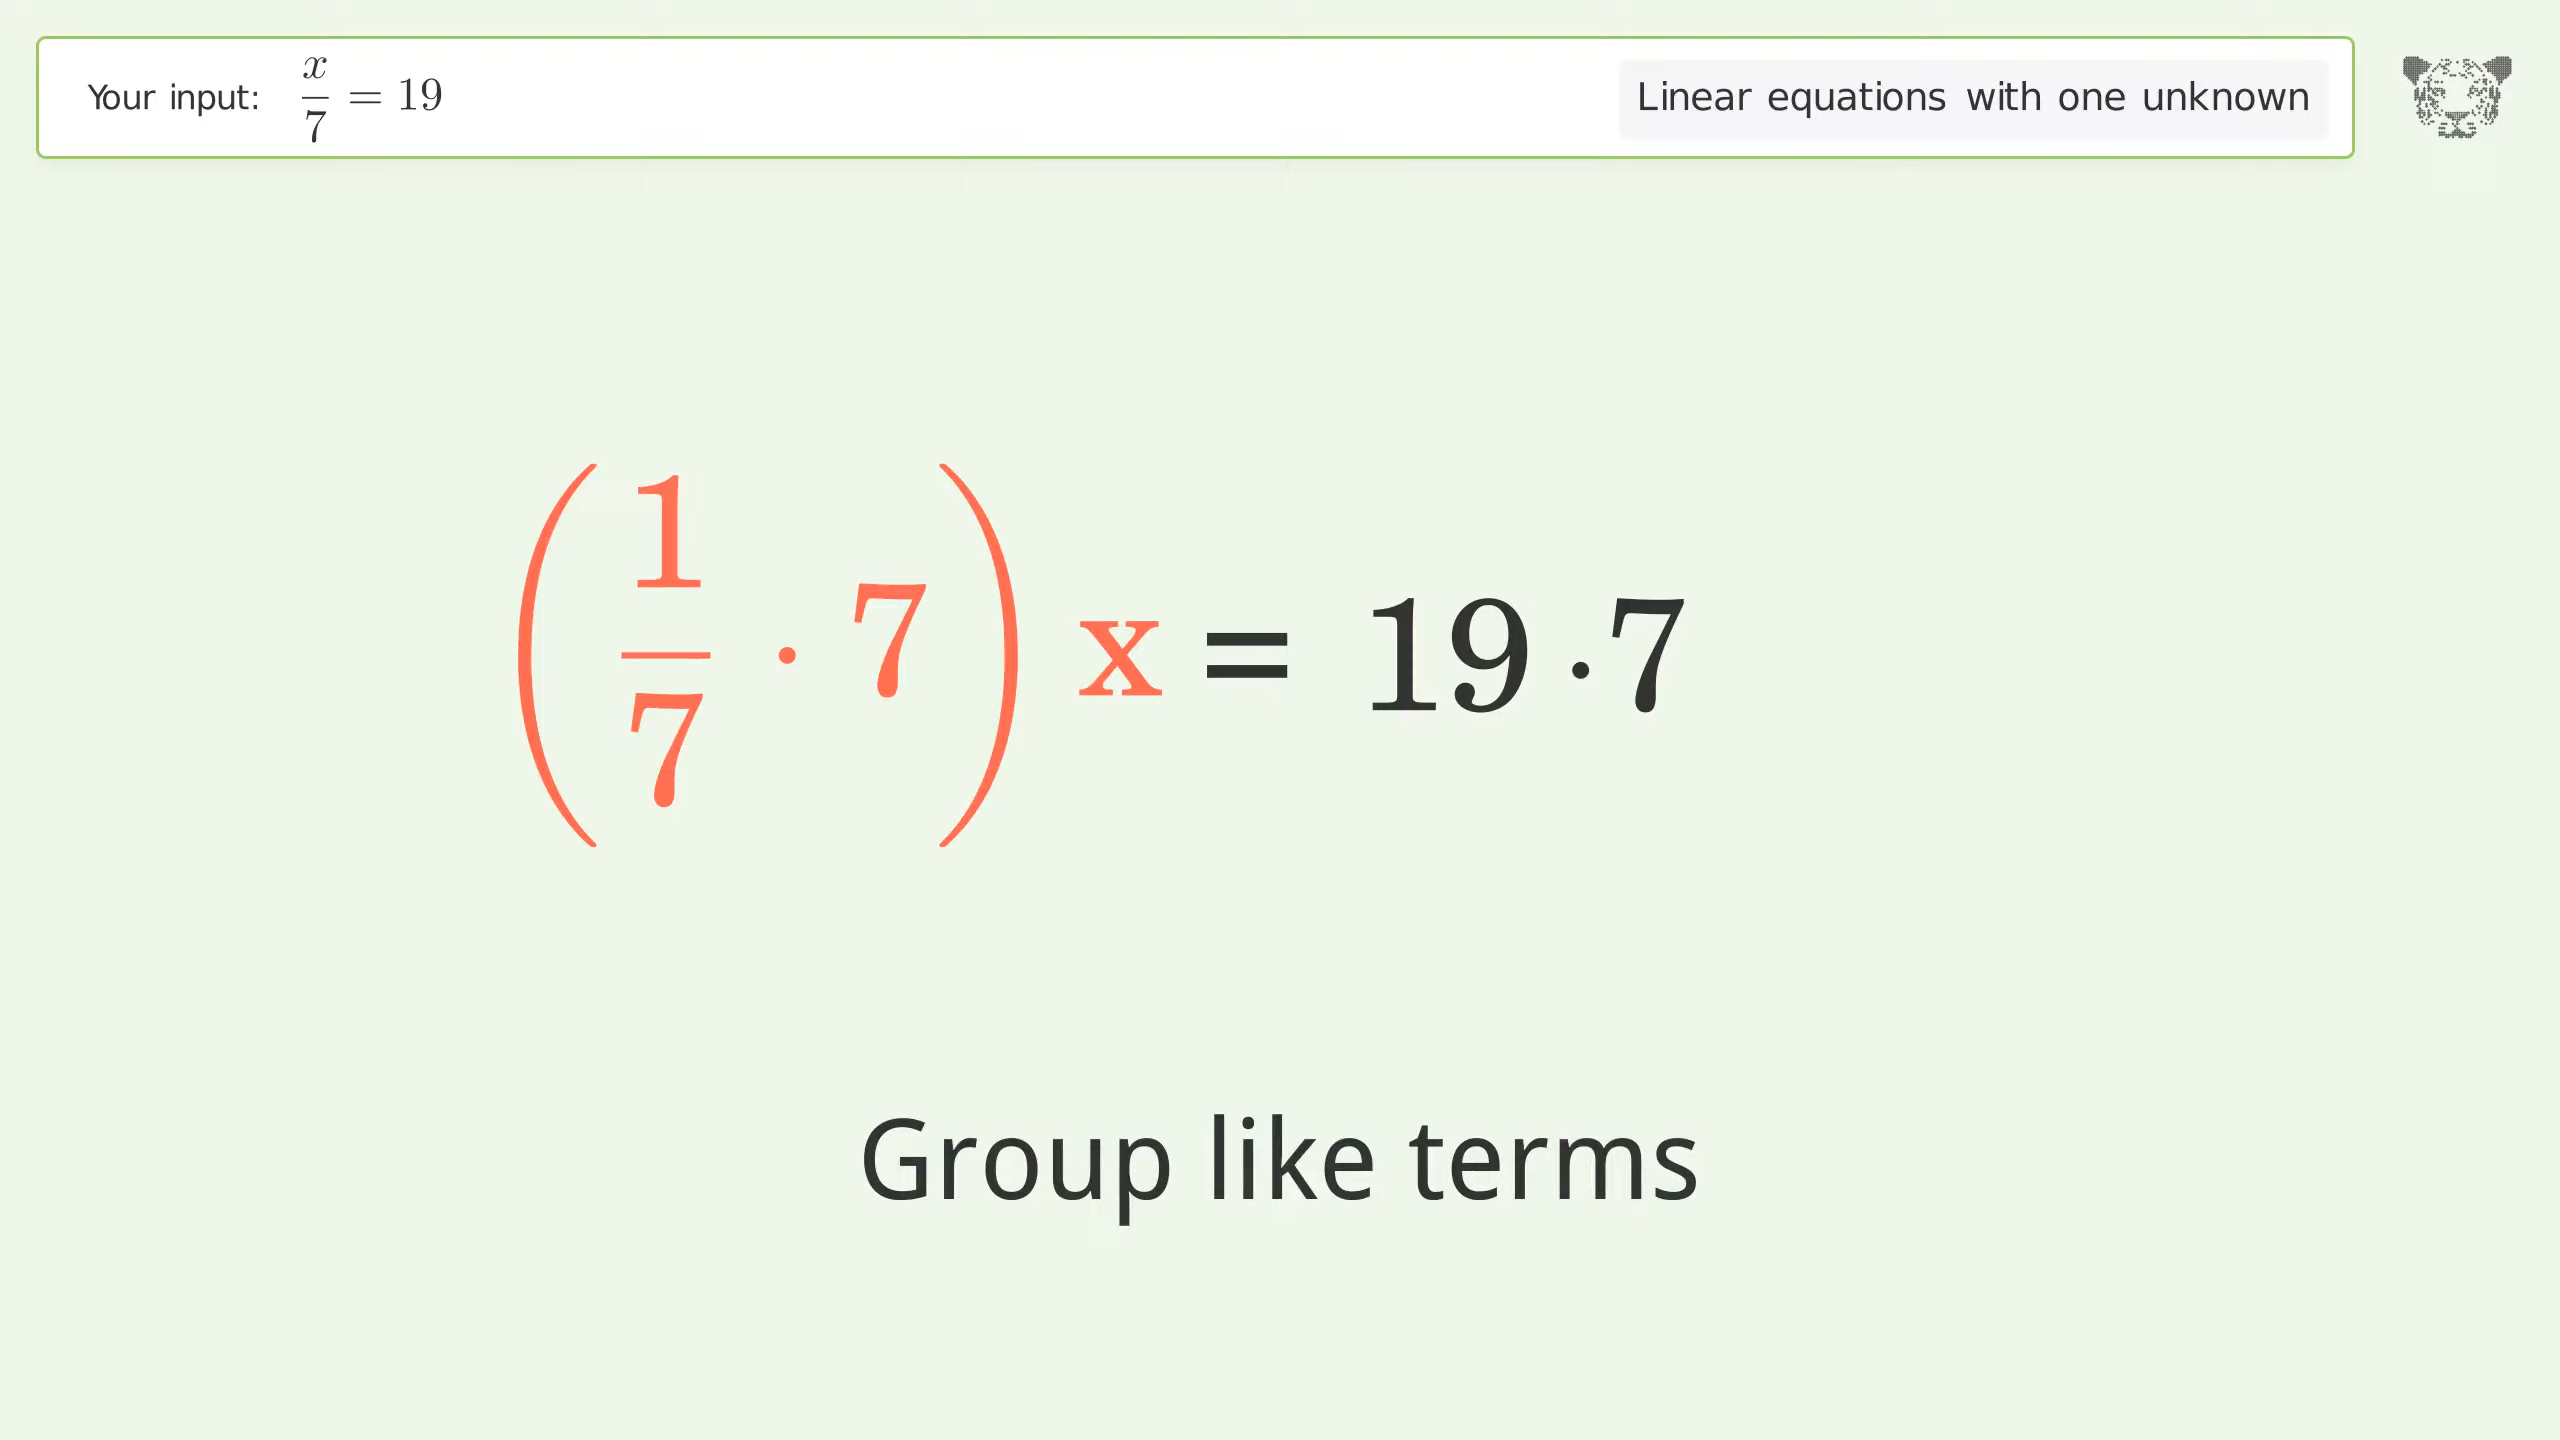 Your input: x/7 = 19
Linear equations with one unknown
(1/7 · 7) x = 19 · 7
Group like terms